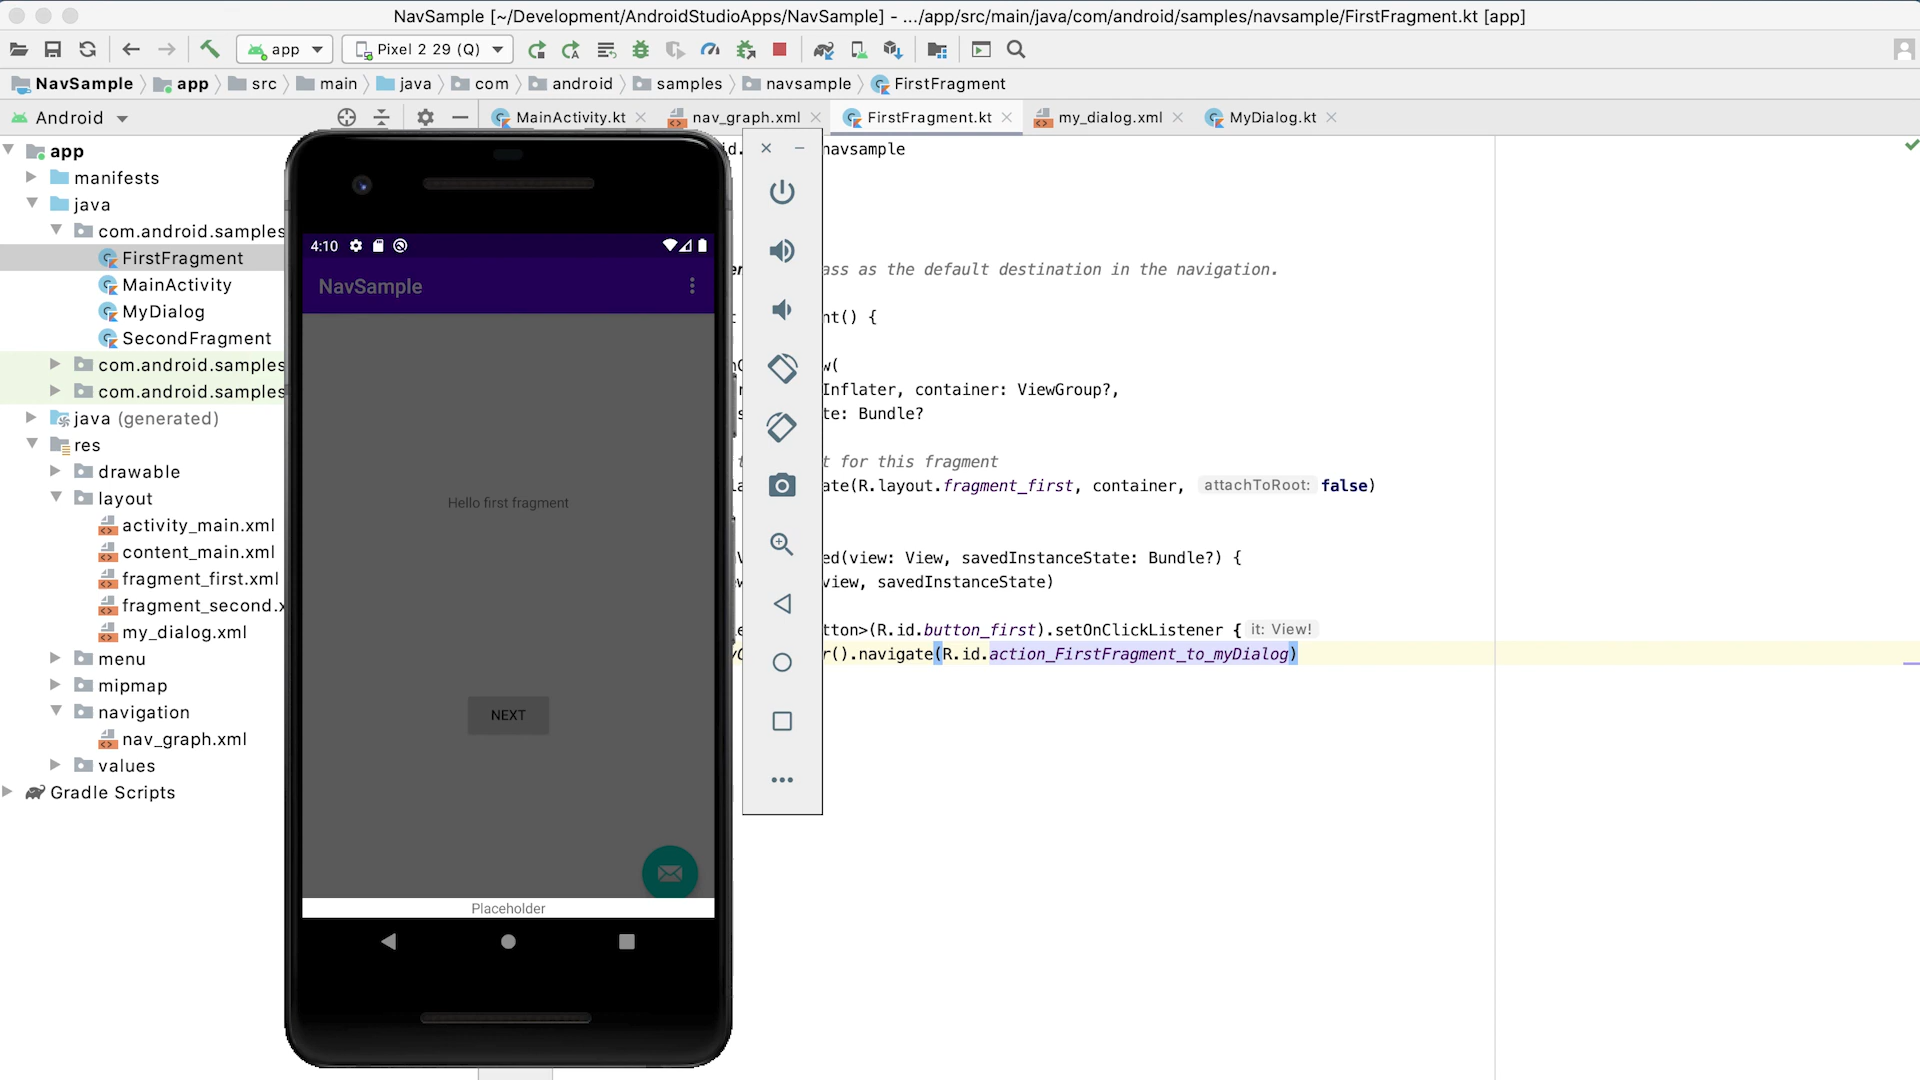 NavSample [~/Development/AndroidStudioApps/NavSample] - .../app/src/main/java/com/android/samples/navsample/FirstFragment.kt [app]
app Pixel 2 29 (Q)
NavSample app src main java com android samples navsample FirstFragment
Android MainActivity.kt nav_graph.xml FirstFragment.kt my_dialog.xml MyDialog.kt
app
manifests
java
com.android.samples
FirstFragment
MainActivity
MyDialog
SecondFragment
com.android.samples
com.android.samples
java (generated)
res
drawable
layout
activity_main.xml
content_main.xml
fragment_first.xml
fragment_second.x
my_dialog.xml
menu
mipmap
navigation
nav_graph.xml
values
Gradle Scripts
4:10
NavSample
Hello first fragment
NEXT
Placeholder
navsample
ass as the default destination in the navigation.
nt() {
w(
Inflater, container: ViewGroup?,
te: Bundle?
t for this fragment
ate(R.layout.fragment_first, container, attachToRoot: false)
ed(view: View, savedInstanceState: Bundle?) {
view, savedInstanceState)
tton>(R.id.button_first).setOnClickListener { it: View!
r().navigate(R.id.action_FirstFragment_to_myDialog)